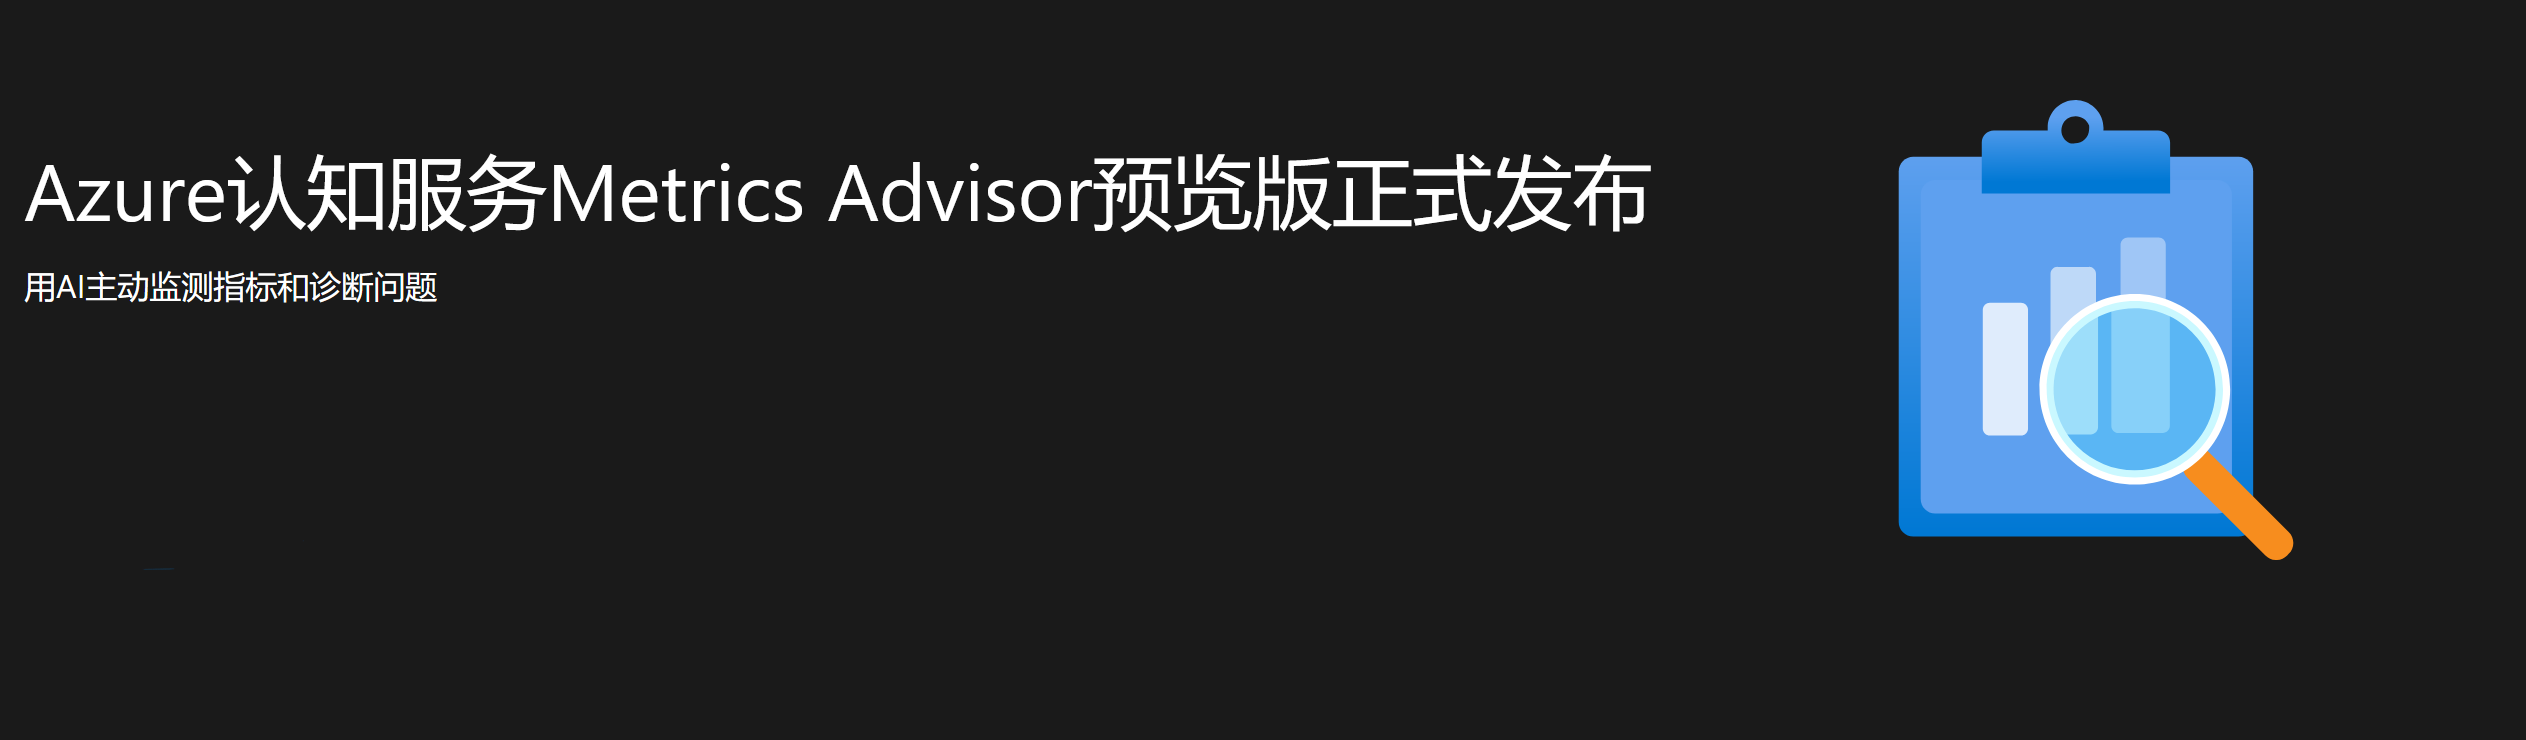 Azure认知服务Metrics Advisor预览版正式发布
用AI主动监测指标和诊断问题